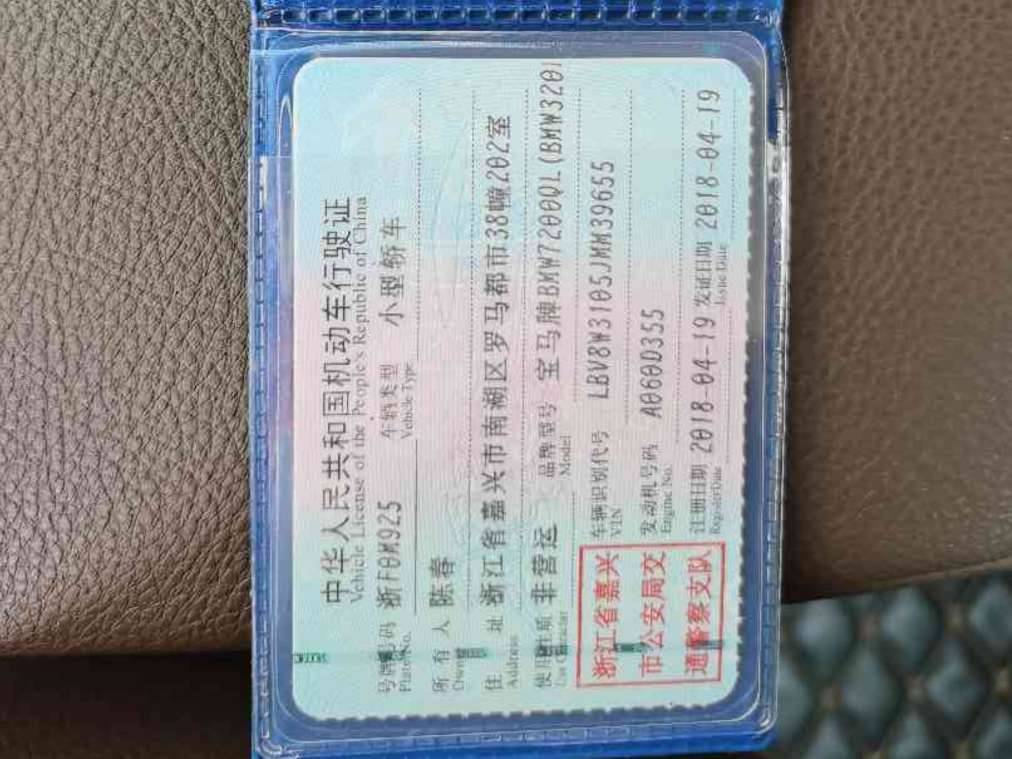 中华人民共和国机动车行驶证
Vehicle License of the People's Republic of China
号牌号码 浙F0M925 车辆类型 小型轿车
Plate No. Vehicle Type
所有人 陈春
Owner
住址 浙江省嘉兴市南湖区罗马都市38幢202室
Address
使用性质 非营运 品牌型号 宝马牌BMW7200QL(BMW320i
Use Character Model
车辆识别代号 LBV8W3105JMM39655
VIN
发动机号码 A060D355
Engine No.
注册日期 2018-04-19 发证日期 2018-04-19
Register Date Issue Date
浙江省嘉兴
市公安局交
通警察支队